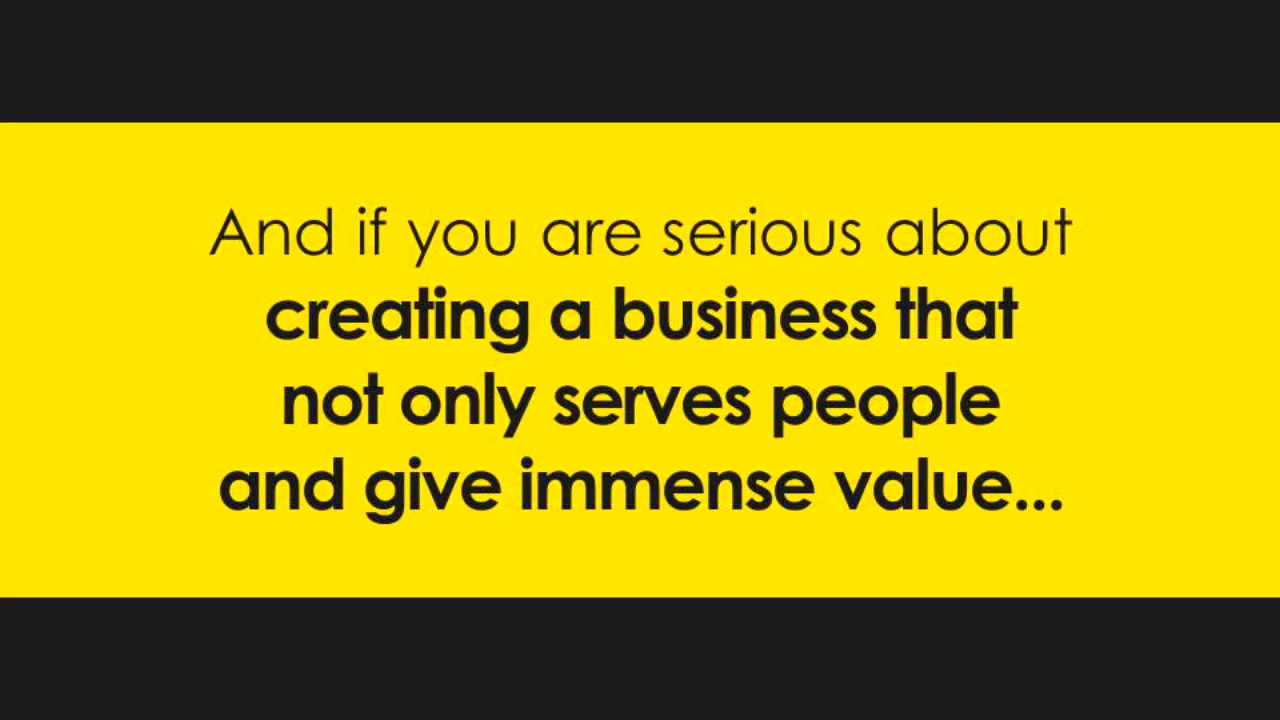 And if you are serious about
creating a business that
not only serves people
and give immense value...